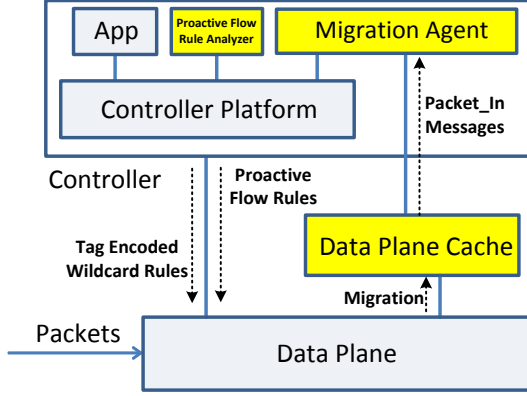 App
Proactive Flow
Rule Analyzer
Migration Agent
Controller Platform
Packet_In
Messages
Controller
Proactive
Flow Rules
Tag Encoded
Wildcard Rules
Data Plane Cache
Migration
Packets
Data Plane